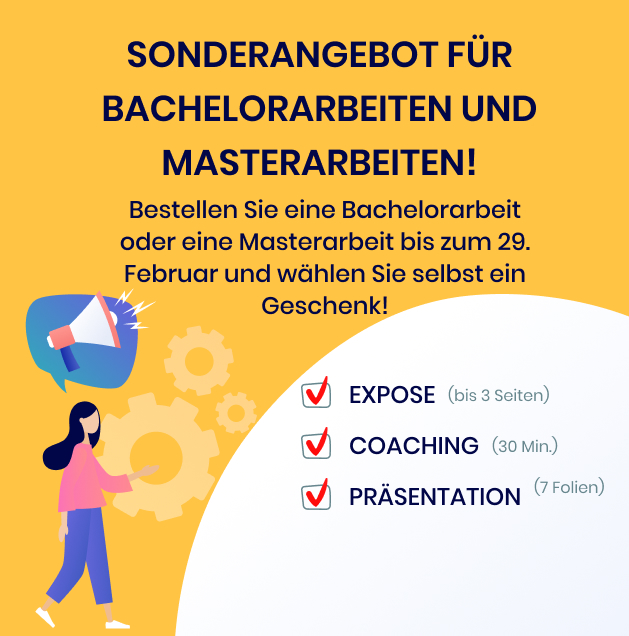 SONDERANGEBOT FÜR
BACHELORARBEITEN UND
MASTERARBEITEN!
Bestellen Sie eine Bachelorarbeit
oder eine Masterarbeit bis zum 29.
Februar und wählen Sie selbst ein
Geschenk!
EXPOSE (bis 3 Seiten)
COACHING (30 Min.)
PRÄSENTATION (7 Folien)